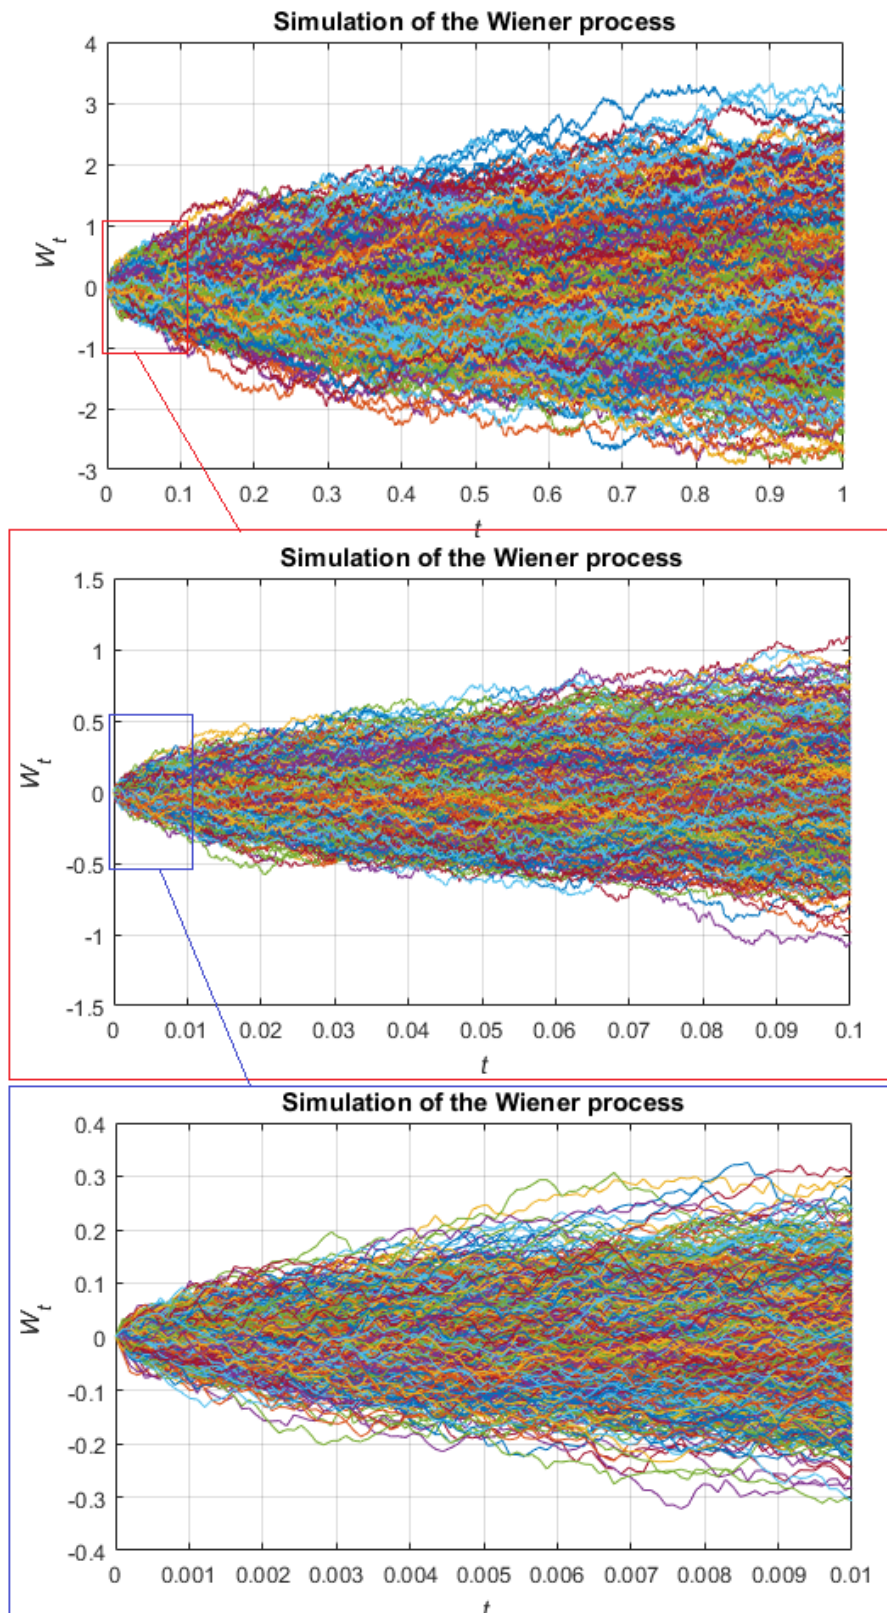 Simulation of the Wiener process
4
3
2
1
0
-1
-2
-3
W_t
0 0.1 0.2 0.3 0.4 0.5 0.6 0.7 0.8 0.9 1
t
Simulation of the Wiener process
1.5
1
0.5
0
-0.5
-1
-1.5
W_t
0 0.01 0.02 0.03 0.04 0.05 0.06 0.07 0.08 0.09 0.1
t
Simulation of the Wiener process
0.4
0.3
0.2
0.1
0
-0.1
-0.2
-0.3
-0.4
W_t
0 0.001 0.002 0.003 0.004 0.005 0.006 0.007 0.008 0.009 0.01
t